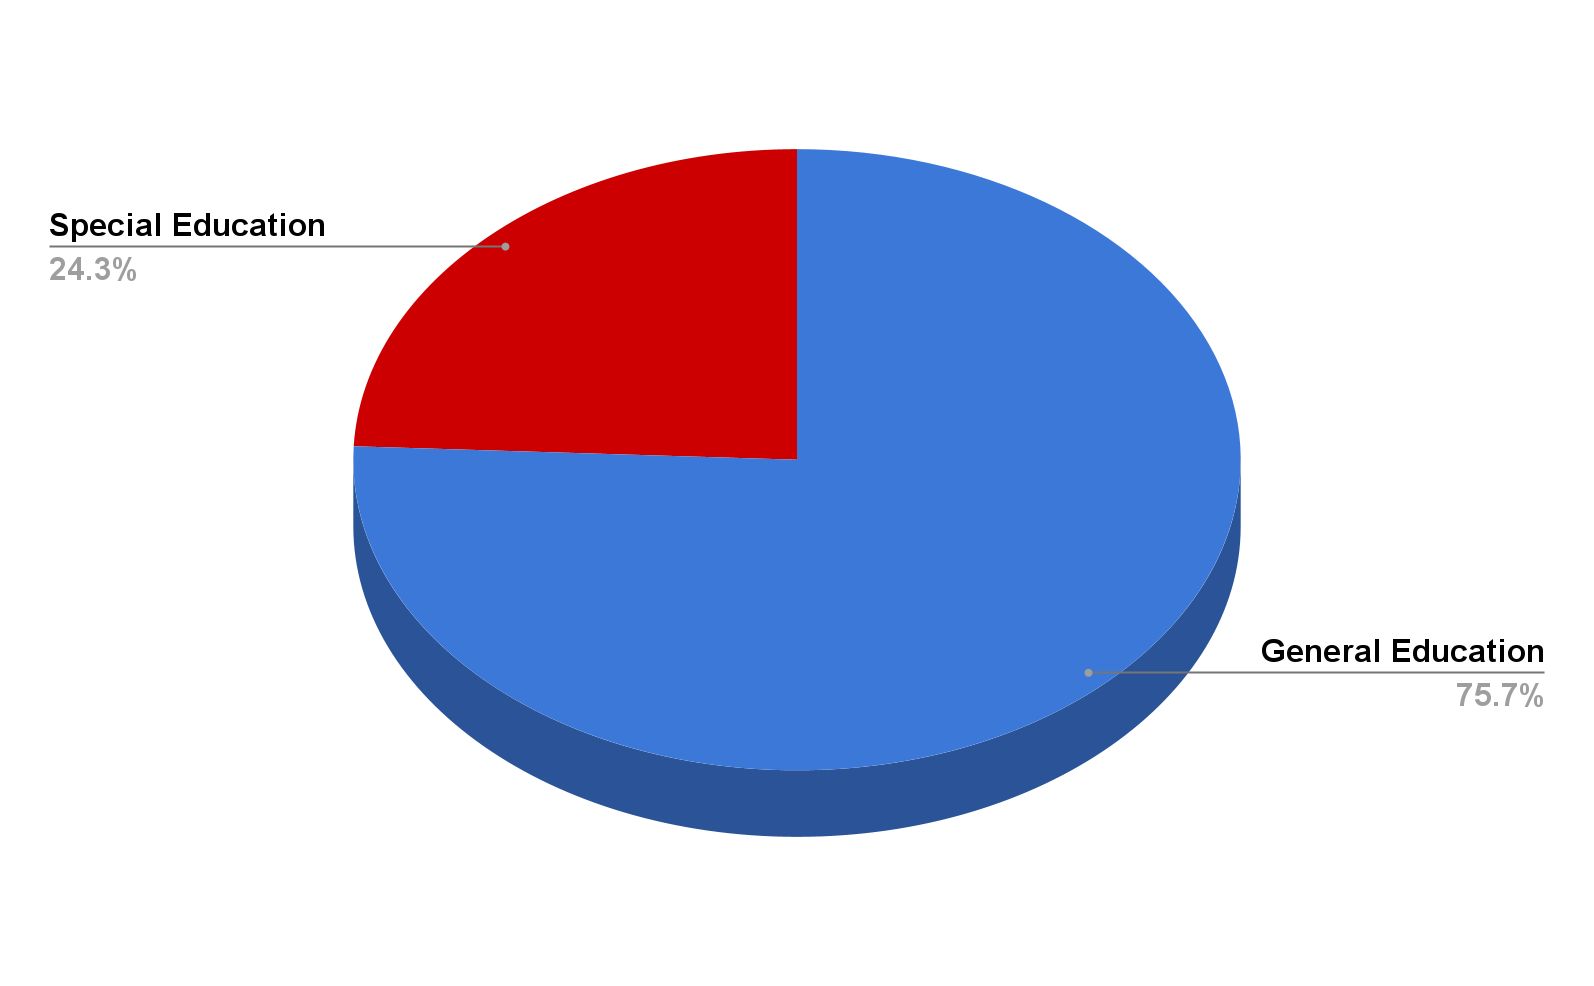 Special Education
24.3%
General Education
75.7%